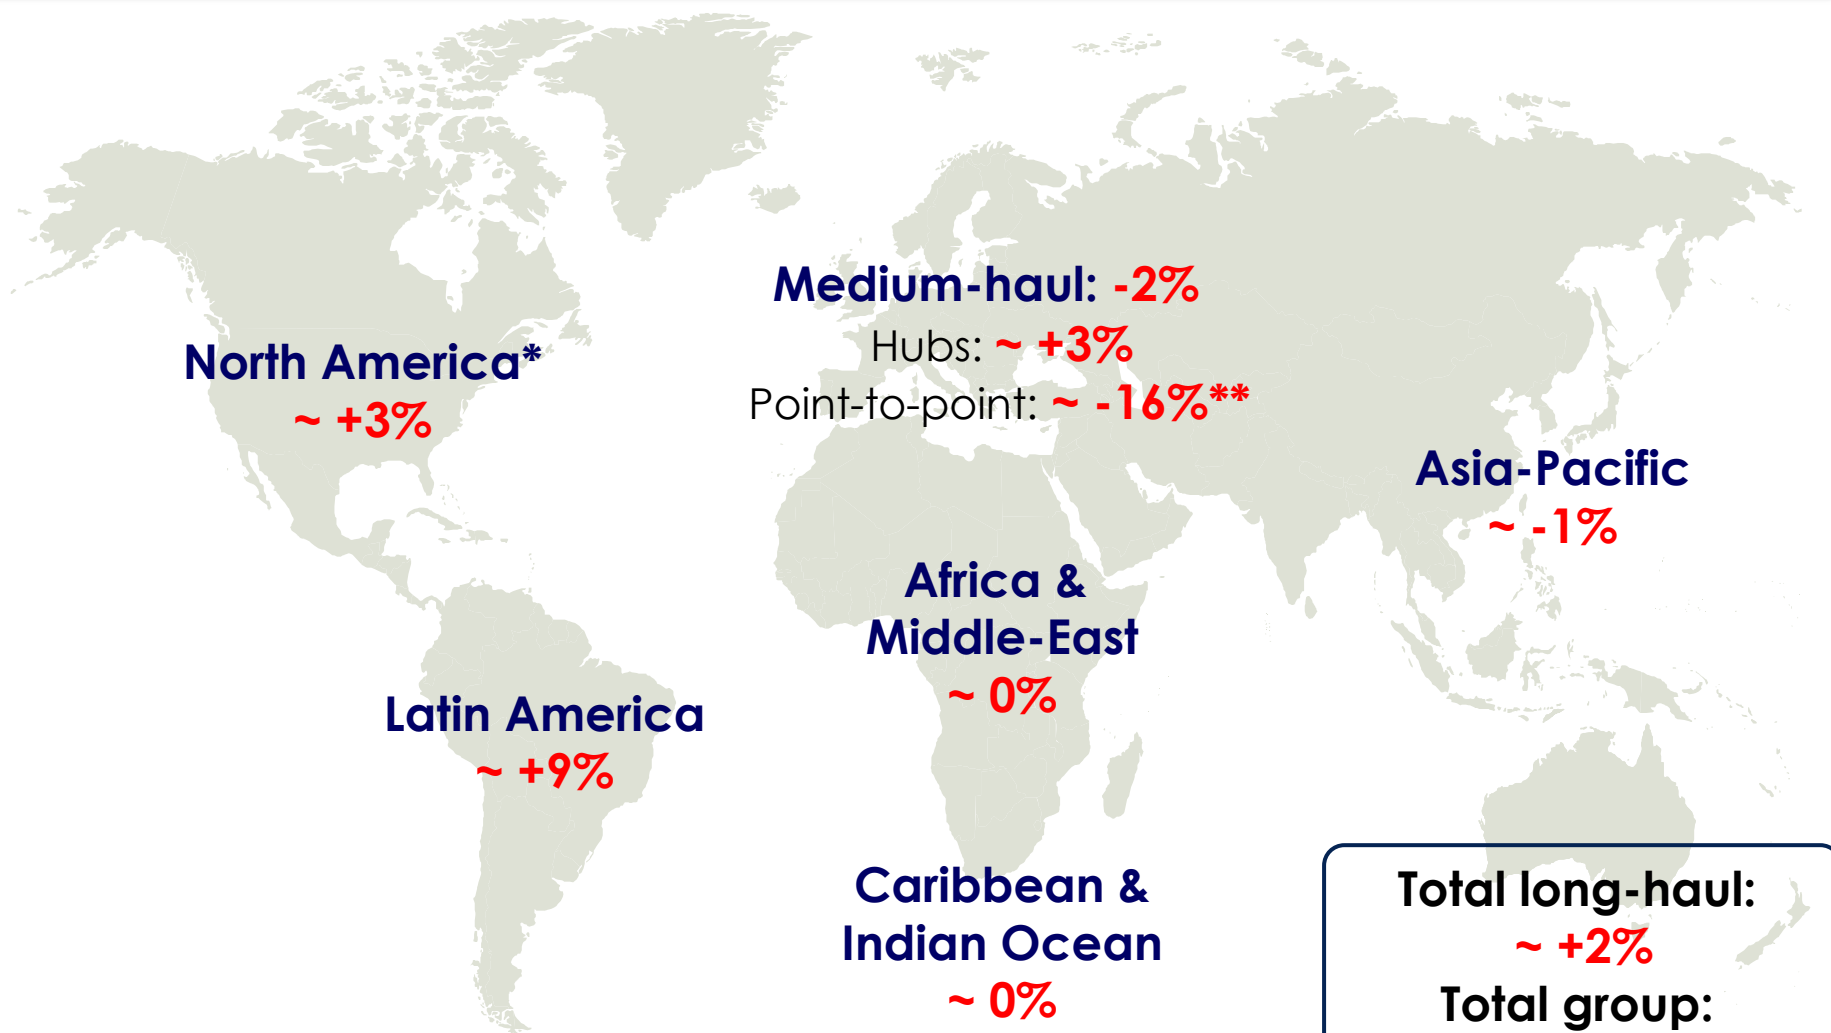 Medium-haul: -2%
Hubs: ~ +3%
Point-to-point: ~ -16%**
North America*
~ +3%
Asia-Pacific
~ -1%
Africa &
Middle-East
~ 0%
Latin America
~ +9%
Caribbean &
Indian Ocean
~ 0%
Total long-haul:
~ +2%
Total group: